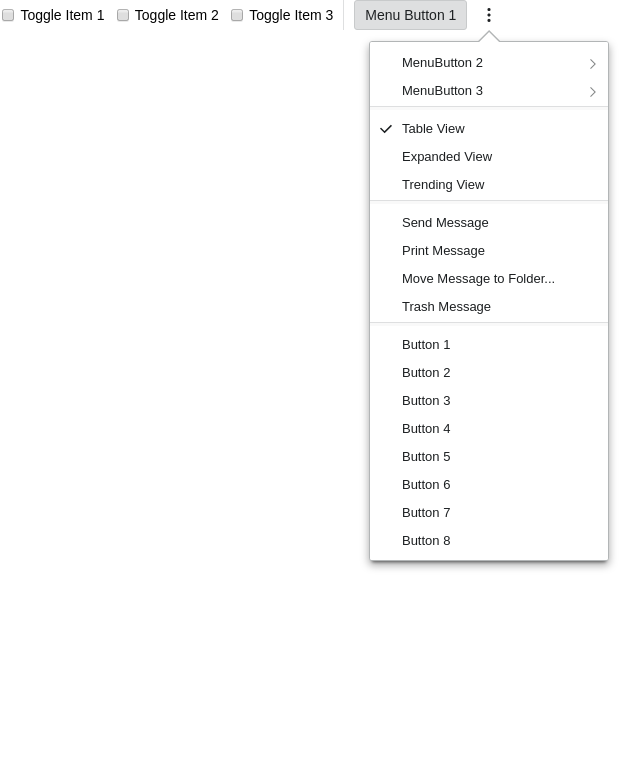 Toggle Item 1 Toggle Item 2 Toggle Item 3 Menu Button 1
MenuButton 2
MenuButton 3
Table View
Expanded View
Trending View
Send Message
Print Message
Move Message to Folder...
Trash Message
Button 1
Button 2
Button 3
Button 4
Button 5
Button 6
Button 7
Button 8